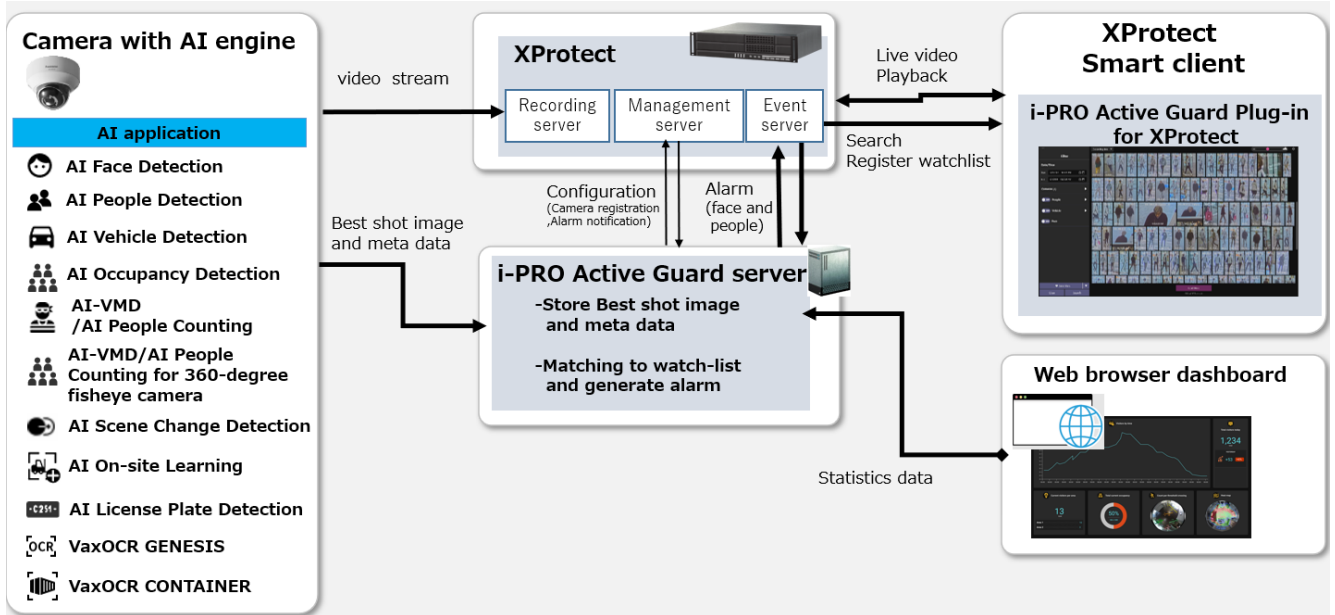 Camera with AI engine
AI application
AI Face Detection
AI People Detection
AI Vehicle Detection
AI Occupancy Detection
AI-VMD
/AI People Counting
AI-VMD/AI People
Counting for 360-degree
fisheye camera
AI Scene Change Detection
AI On-site Learning
AI License Plate Detection
OCR
VaxOCR GENESIS
VaxOCR CONTAINER
video stream
Best shot image
and meta data
XProtect
Recording
server
Management
server
Event
server
Configuration
(Camera registration
,Alarm notification)
Alarm
(face and
people)
i-PRO Active Guard server
-Store Best shot image
and meta data
-Matching to watch-list
and generate alarm
Live video
Playback
Search
Register watchlist
Statistics data
XProtect
Smart client
i-PRO Active Guard Plug-in
for XProtect
Web browser dashboard
1,234
13
50%